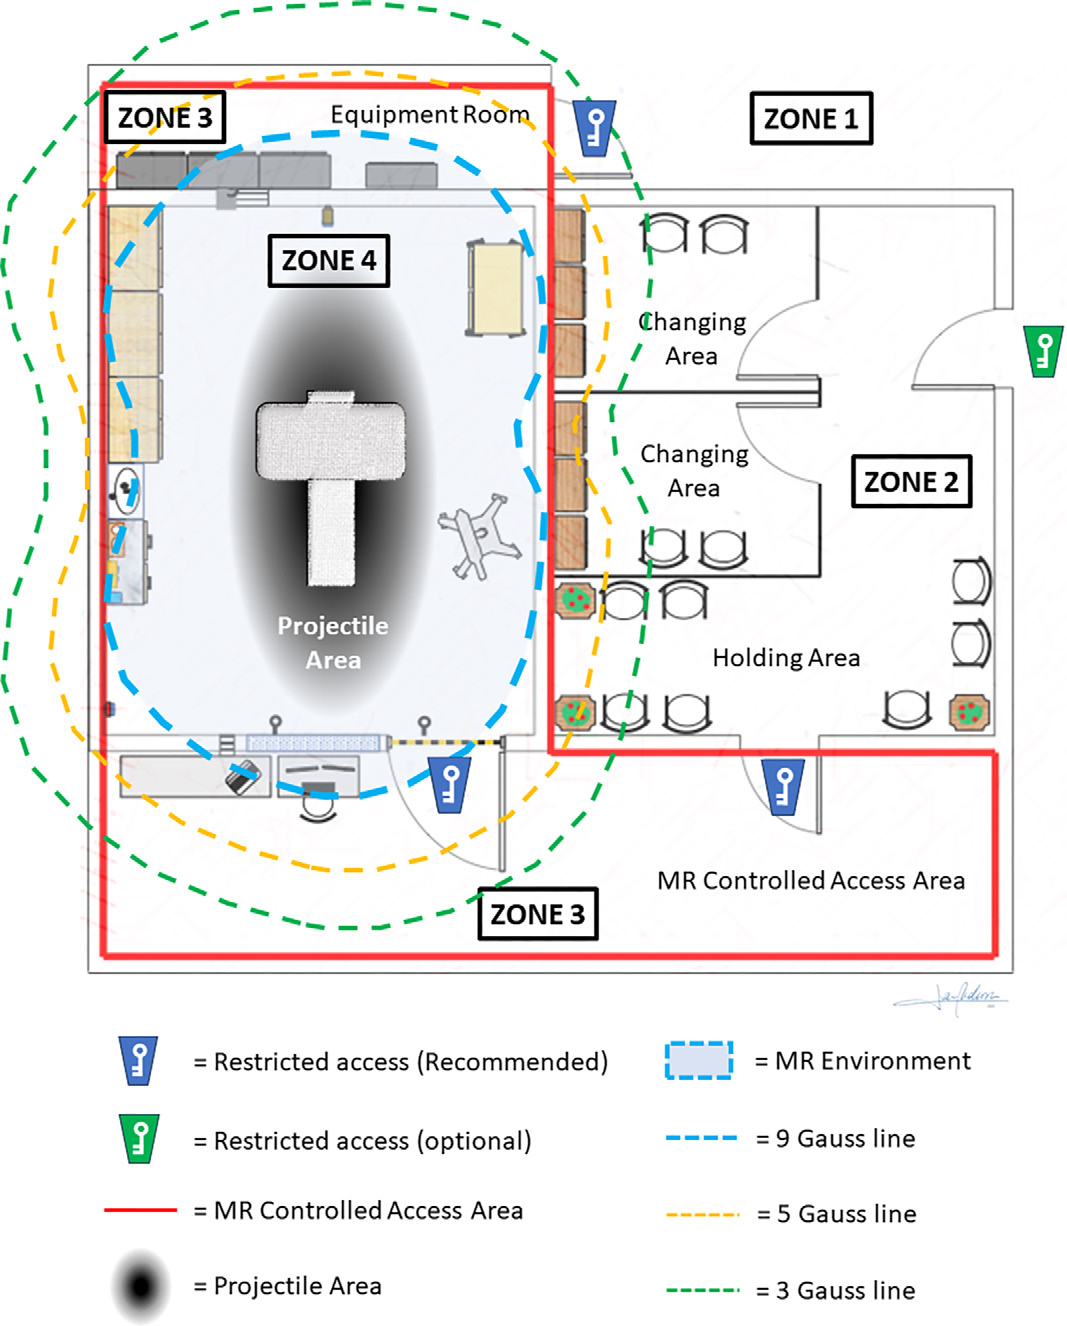 ZONE 3
Equipment Room
ZONE 1
ZONE 4
Changing
Area
Changing
Area
ZONE 2
Projectile
Area
Holding Area
MR Controlled Access Area
ZONE 3
= Restricted access (Recommended)
= MR Environment
= Restricted access (optional)
= 9 Gauss line
= MR Controlled Access Area
= 5 Gauss line
= Projectile Area
= 3 Gauss line